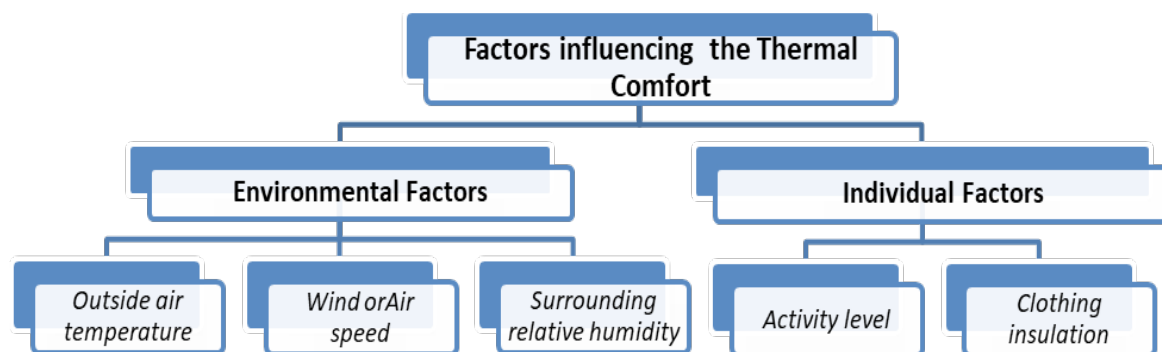 Factors influencing the Thermal
Comfort
Environmental Factors
Individual Factors
Outside air
temperature
Wind orAir
speed
Surrounding
relative humidity
Activity level
Clothing
insulation